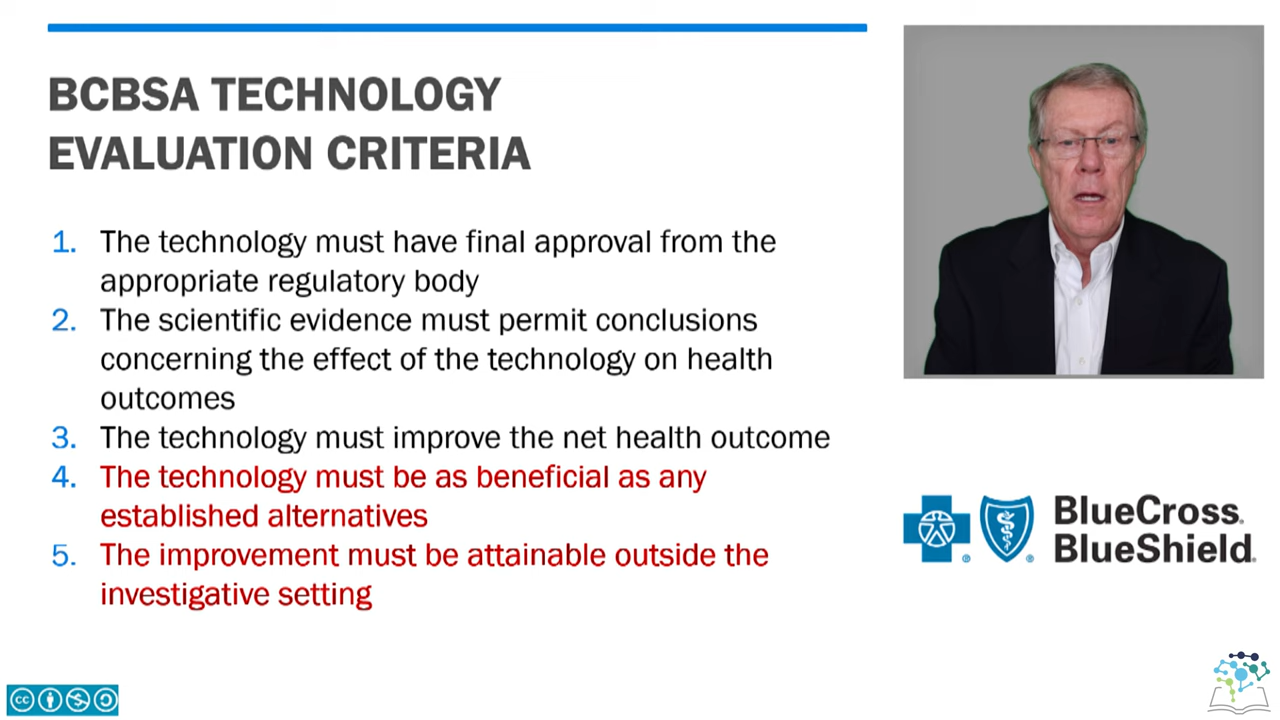 BCBSA TECHNOLOGY
EVALUATION CRITERIA
1. The technology must have final approval from the
appropriate regulatory body
2. The scientific evidence must permit conclusions
concerning the effect of the technology on health
outcomes
3. The technology must improve the net health outcome
4. The technology must be as beneficial as any
established alternatives
5. The improvement must be attainable outside the
investigative setting
BlueCross®
BlueShield®
cc